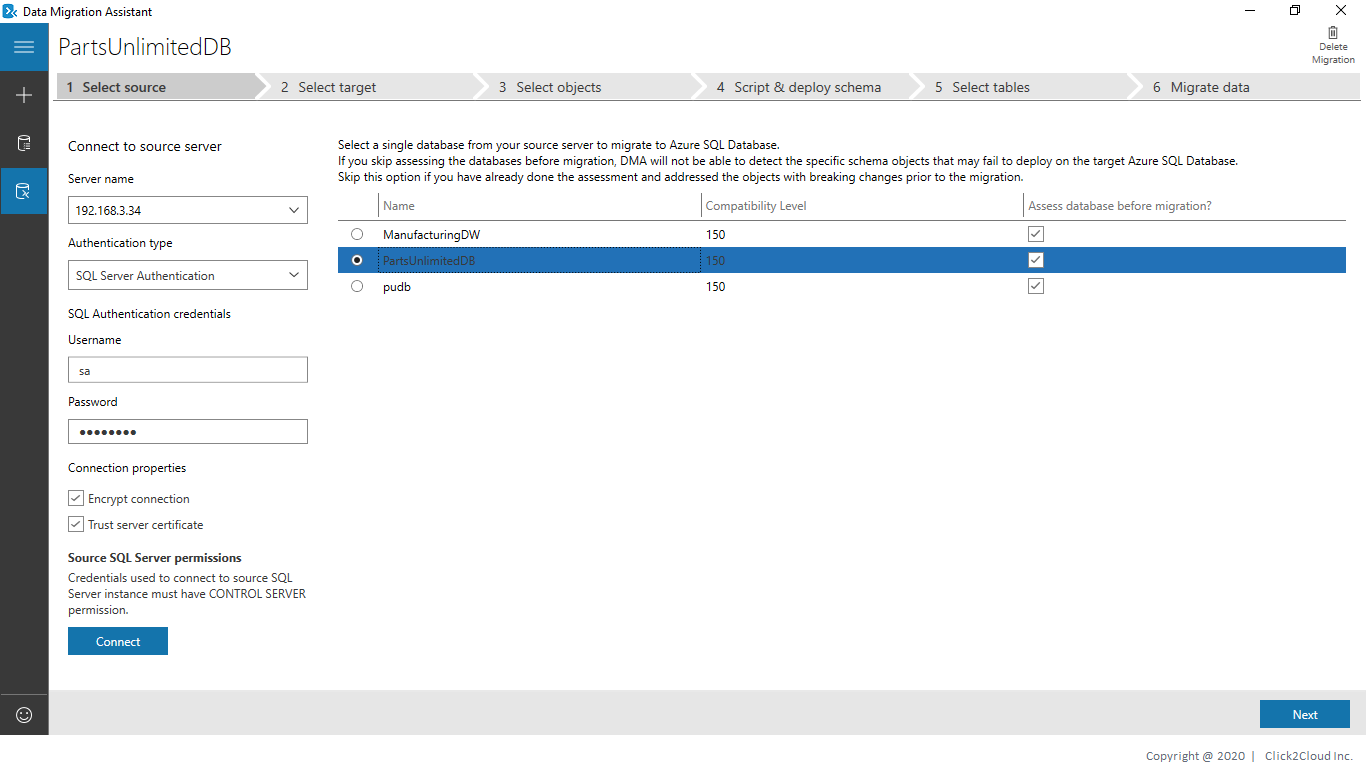 Data Migration Assistant
PartsUnlimitedDB
Delete
Migration
1 Select source
2 Select target
3 Select objects
4 Script & deploy schema
5 Select tables
6 Migrate data
Connect to source server
Server name
192.168.3.34
Authentication type
SQL Server Authentication
SQL Authentication credentials
Username
sa
Password
••••••••
Connection properties
Encrypt connection
Trust server certificate
Source SQL Server permissions
Credentials used to connect to source SQL
Server instance must have CONTROL SERVER
permission.
Connect
Select a single database from your source server to migrate to Azure SQL Database.
If you skip assessing the databases before migration, DMA will not be able to detect the specific schema objects that may fail to deploy on the target Azure SQL Database.
Skip this option if you have already done the assessment and addressed the objects with breaking changes prior to the migration.
Name Compatibility Level Assess database before migration?
ManufacturingDW 150
PartsUnlimitedDB 150
pudb 150
Next
Copyright @ 2020 | Click2Cloud Inc.